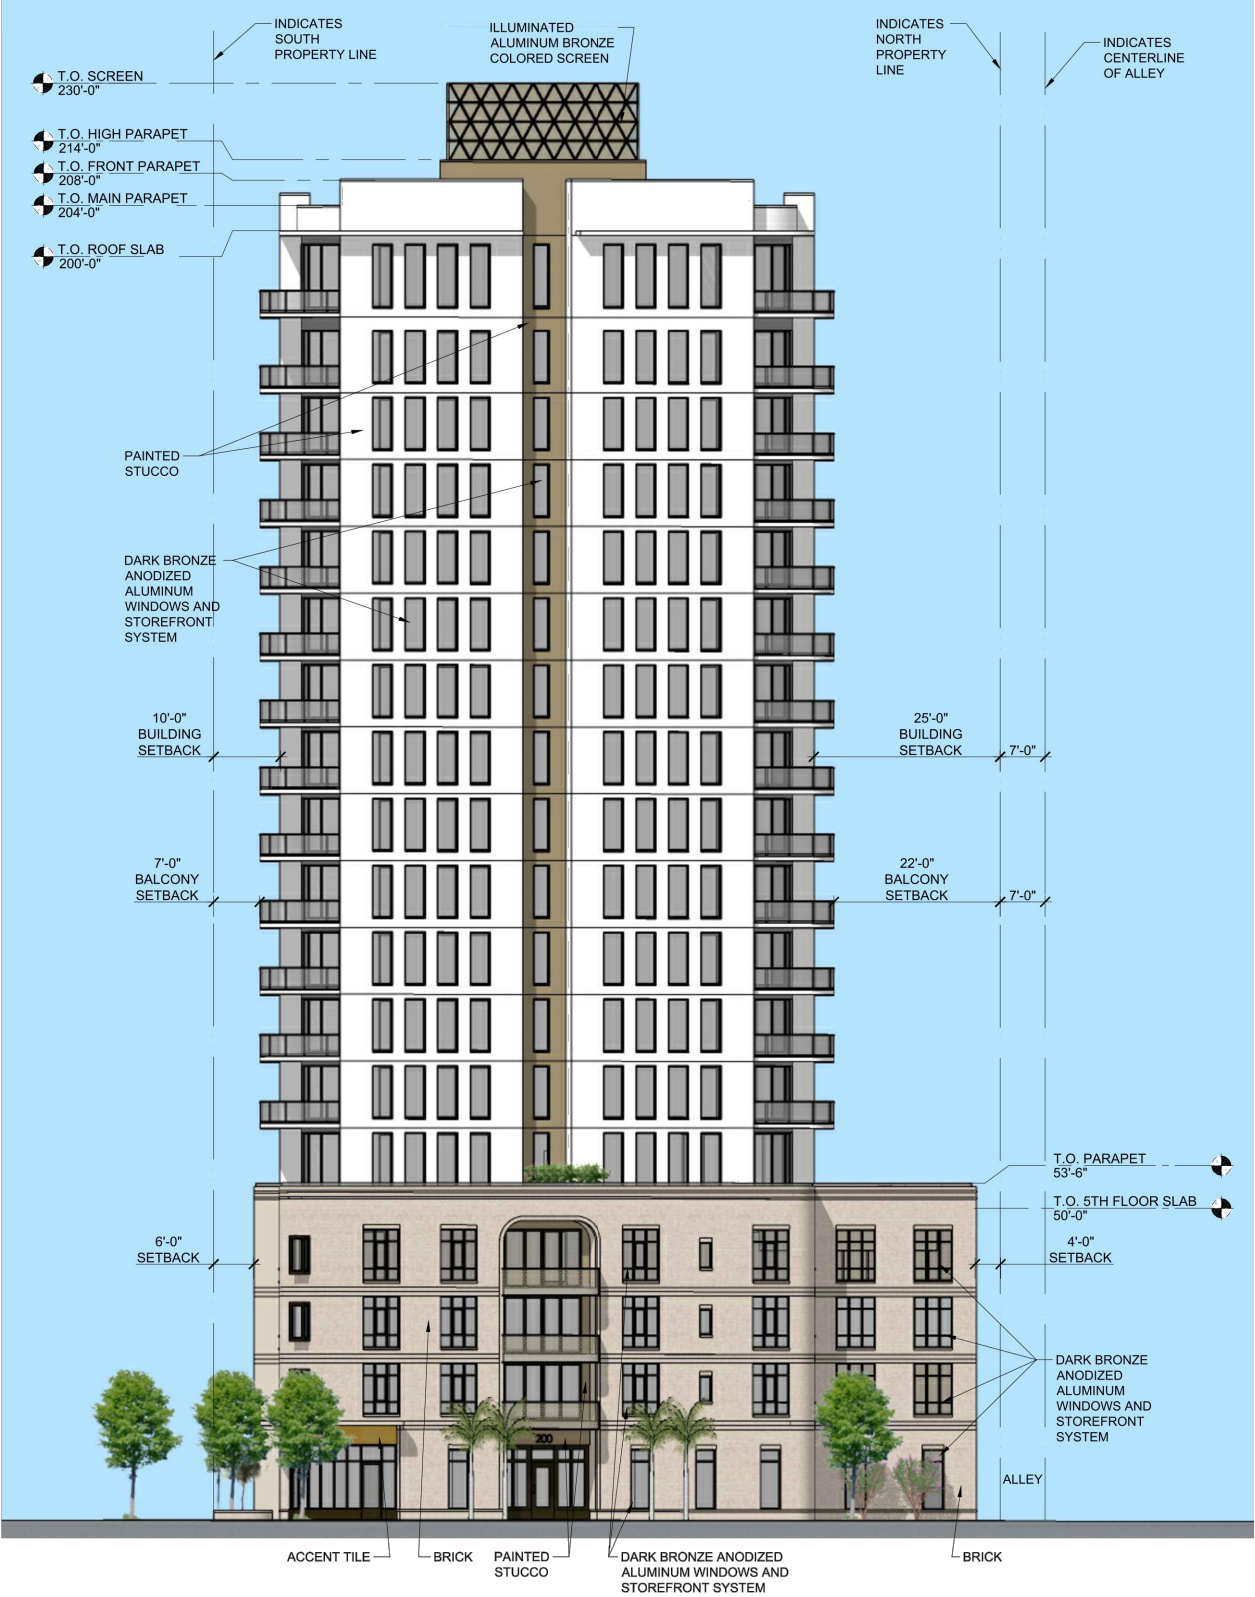 INDICATES
SOUTH
PROPERTY LINE
ILLUMINATED
ALUMINUM BRONZE
COLORED SCREEN
INDICATES
NORTH
PROPERTY
LINE
INDICATES
CENTERLINE
OF ALLEY
T.O. SCREEN
230'-0"
T.O. HIGH PARAPET
214'-0"
T.O. FRONT PARAPET
208'-0"
T.O. MAIN PARAPET
204'-0"
T.O. ROOF SLAB
200'-0"
PAINTED
STUCCO
DARK BRONZE
ANODIZED
ALUMINUM
WINDOWS AND
STOREFRONT
SYSTEM
10'-0"
BUILDING
SETBACK
25'-0"
BUILDING
SETBACK
7'-0"
7'-0"
BALCONY
SETBACK
22'-0"
BALCONY
SETBACK
7'-0"
T.O. PARAPET
53'-6"
T.O. 5TH FLOOR SLAB
50'-0"
6'-0"
SETBACK
4'-0"
SETBACK
DARK BRONZE
ANODIZED
ALUMINUM
WINDOWS AND
STOREFRONT
SYSTEM
200
ALLEY
ACCENT TILE
BRICK
PAINTED
STUCCO
DARK BRONZE ANODIZED
ALUMINUM WINDOWS AND
STOREFRONT SYSTEM
BRICK